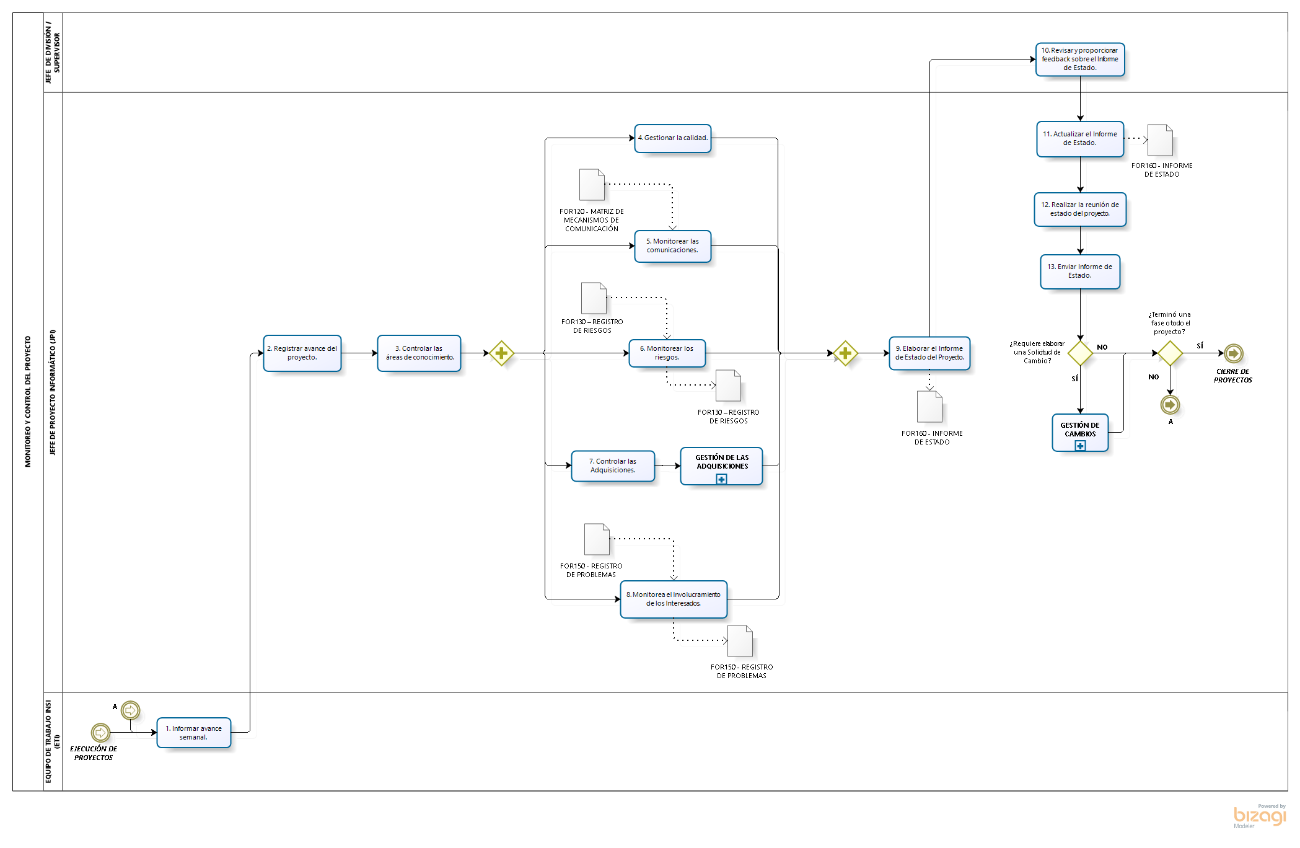 MONITOREO Y CONTROL DEL PROYECTO
JEFE DE DIVISIÓN /
SUPERVISOR
10. Revisar y proporcionar
feedback sobre el Informe
de Estado.
JEFE DE PROYECTO INFORMÁTICO (JPI)
4. Gestionar la calidad.
11. Actualizar el Informe
de Estado.
FOR160 - INFORME
DE ESTADO
FOR120 - MATRIZ DE
MECANISMOS DE
COMUNICACIÓN
12. Realizar la reunión de
estado del proyecto.
5. Monitorear las
comunicaciones.
13. Enviar Informe de
Estado.
FOR130 – REGISTRO
DE RIESGOS
¿Terminó una
fase o todo el
proyecto?
2. Registrar avance del
proyecto.
3. Controlar las
áreas de conocimiento.
6. Monitorear los
riesgos.
9. Elaborar el Informe
de Estado del Proyecto.
¿Requiere elaborar
una Solicitud de
Cambio?
NO
SÍ
CIERRE DE
PROYECTOS
SÍ
NO
A
FOR130 – REGISTRO
DE RIESGOS
FOR160 - INFORME
DE ESTADO
GESTIÓN DE
CAMBIOS
7. Controlar las
Adquisiciones.
GESTIÓN DE LAS
ADQUISICIONES
FOR150 - REGISTRO
DE PROBLEMAS
8. Monitorea el Involucramiento
de los Interesados.
FOR150 - REGISTRO
DE PROBLEMAS
EQUIPO DE TRABAJO INSI
(ETI)
A
EJECUCIÓN DE
PROYECTOS
1. Informar avance
semanal.
Powered by
bizagi
Modeler